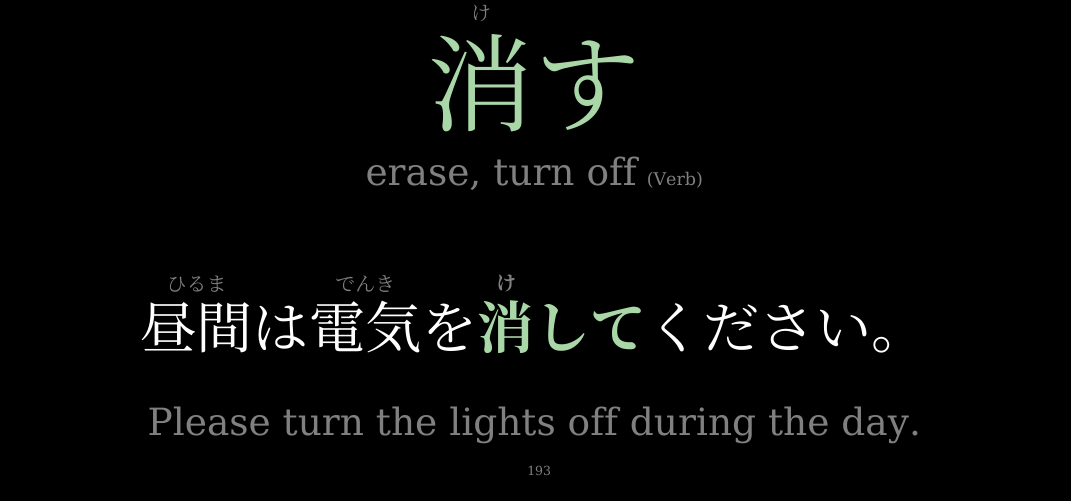 け
消す
erase, turn off (Verb)
ひるま でんき け
昼間は電気を消してください。
Please turn the lights off during the day.
193